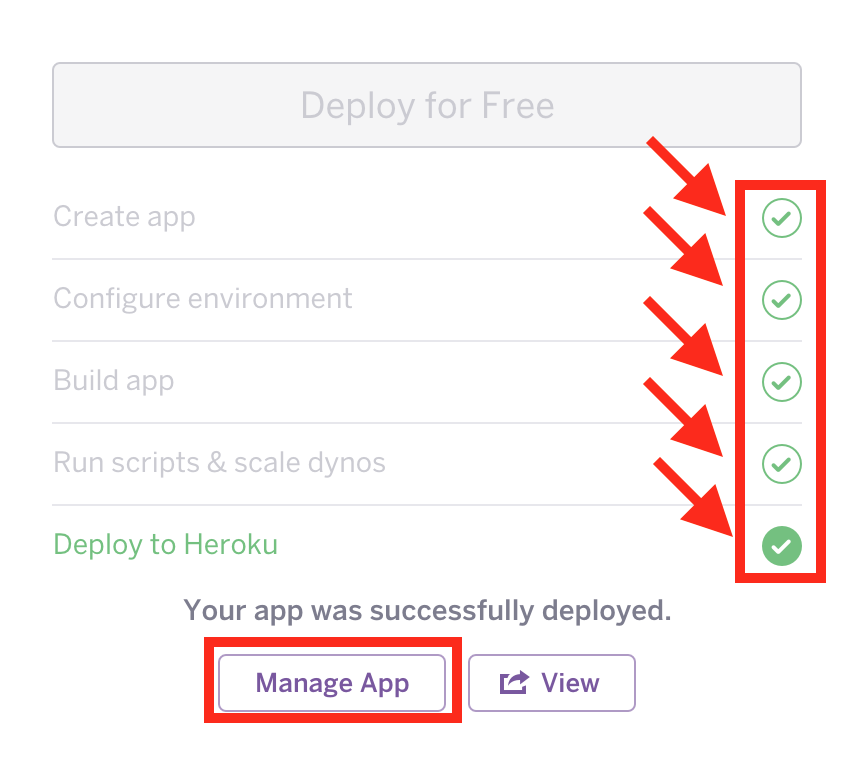 Deploy for Free
Create app
Configure environment
Build app
Run scripts & scale dynos
Deploy to Heroku
Your app was successfully deployed.
Manage App
View